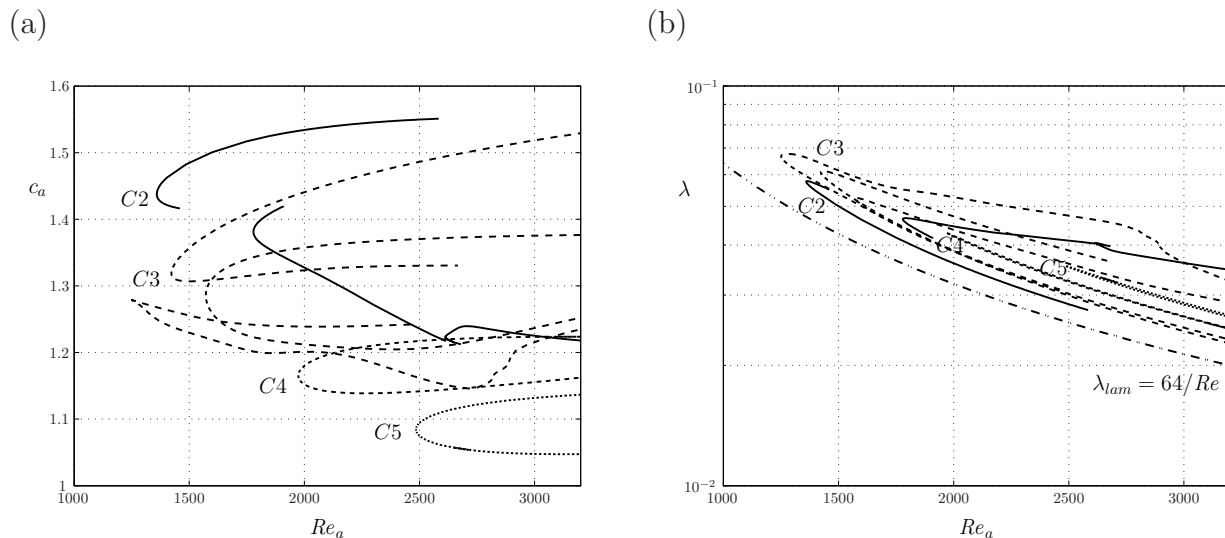 (a)
(b)
1.6
1.5
1.4
1.3
1.2
1.1
1
c_a
C2
C3
C4
C5
1000
1500
2000
2500
3000
Re_a
10^{-1}
10^{-2}
λ
C3
C2
C4
C5
λ_{lam} = 64/Re
1000
1500
2000
2500
3000
Re_a